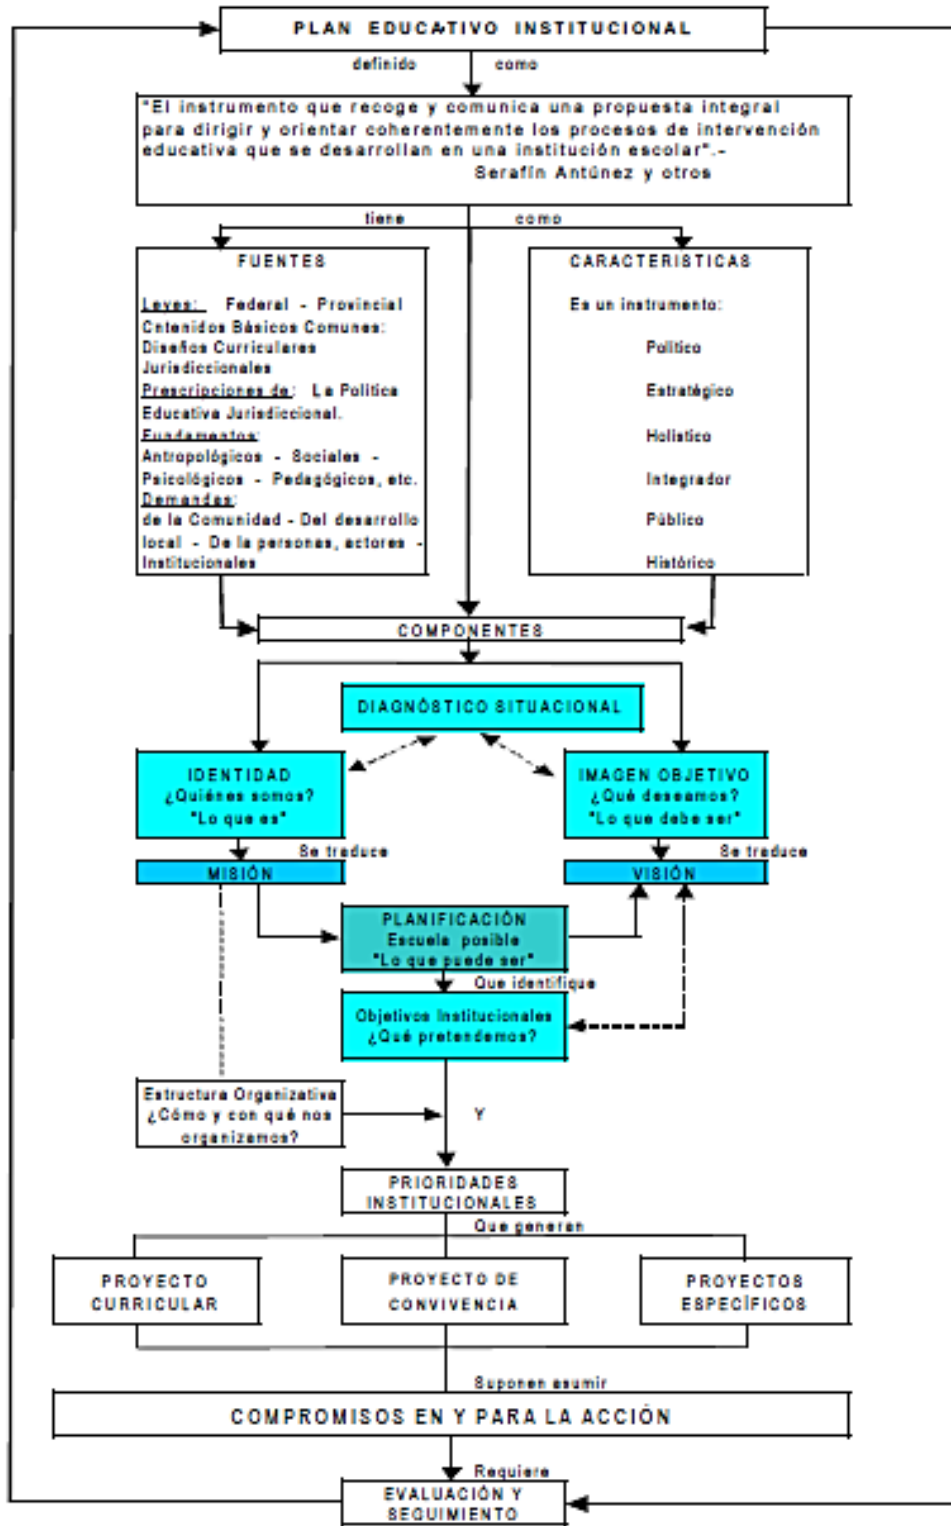 PLAN EDUCATIVO INSTITUCIONAL
definido como
"El instrumento que recoge y comunica una propuesta integral
para dirigir y orientar coherentemente los procesos de intervención
educativa que se desarrollan en una institución escolar".-
Serafín Antúnez y otros
tiene como
FUENTES
Leyes: Federal - Provincial
Cntenidos Básicos Comunes:
Diseños Curriculares
Jurisdiccionales
Prescripciones de: La Política
Educativa Jurisdiccional.
Fundamentos:
Antropológicos - Sociales -
Psicológicos - Pedagógicos, etc.
Demandas:
de la Comunidad - Del desarrollo
local - De la personas, actores -
Institucionales
CARACTERISTICAS
Es un instrumento:
Político
Estratégico
Holístico
Integrador
Público
Histórico
COMPONENTES
DIAGNÓSTICO SITUACIONAL
IDENTIDAD
¿Quiénes somos?
"Lo que es"
IMAGEN OBJETIVO
¿Qué deseamos?
"Lo que debe ser"
Se traduce
Se traduce
MISIÓN
VISIÓN
PLANIFICACIÓN
Escuela posible
"Lo que puede ser"
Que identifique
Objetivos Institucionales
¿Qué pretendemos?
Estructura Organizativa
¿Cómo y con qué nos
organizamos?
Y
PRIORIDADES
INSTITUCIONALES
Que generan
PROYECTO
CURRICULAR
PROYECTO DE
CONVIVENCIA
PROYECTOS
ESPECÍFICOS
Suponen asumir
COMPROMISOS EN Y PARA LA ACCIÓN
Requiere
EVALUACIÓN Y
SEGUIMIENTO